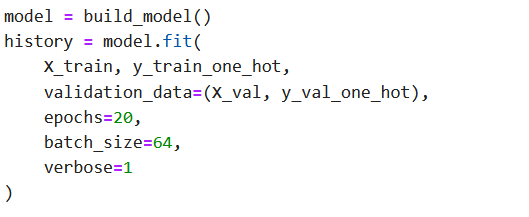 model = build_model()
history = model.fit(
    X_train, y_train_one_hot,
    validation_data=(X_val, y_val_one_hot),
    epochs=20,
    batch_size=64,
    verbose=1
)